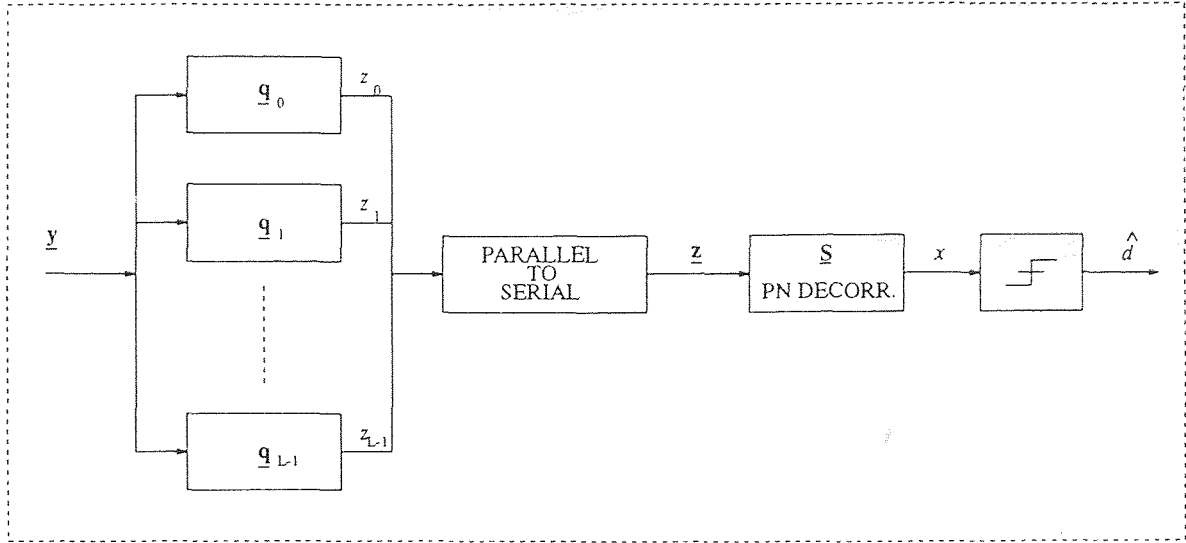 q 0
z 0
q 1
z 1
y
PARALLEL
TO
SERIAL
z
S
PN DECORR.
x
d̂
q L-1
z L-1